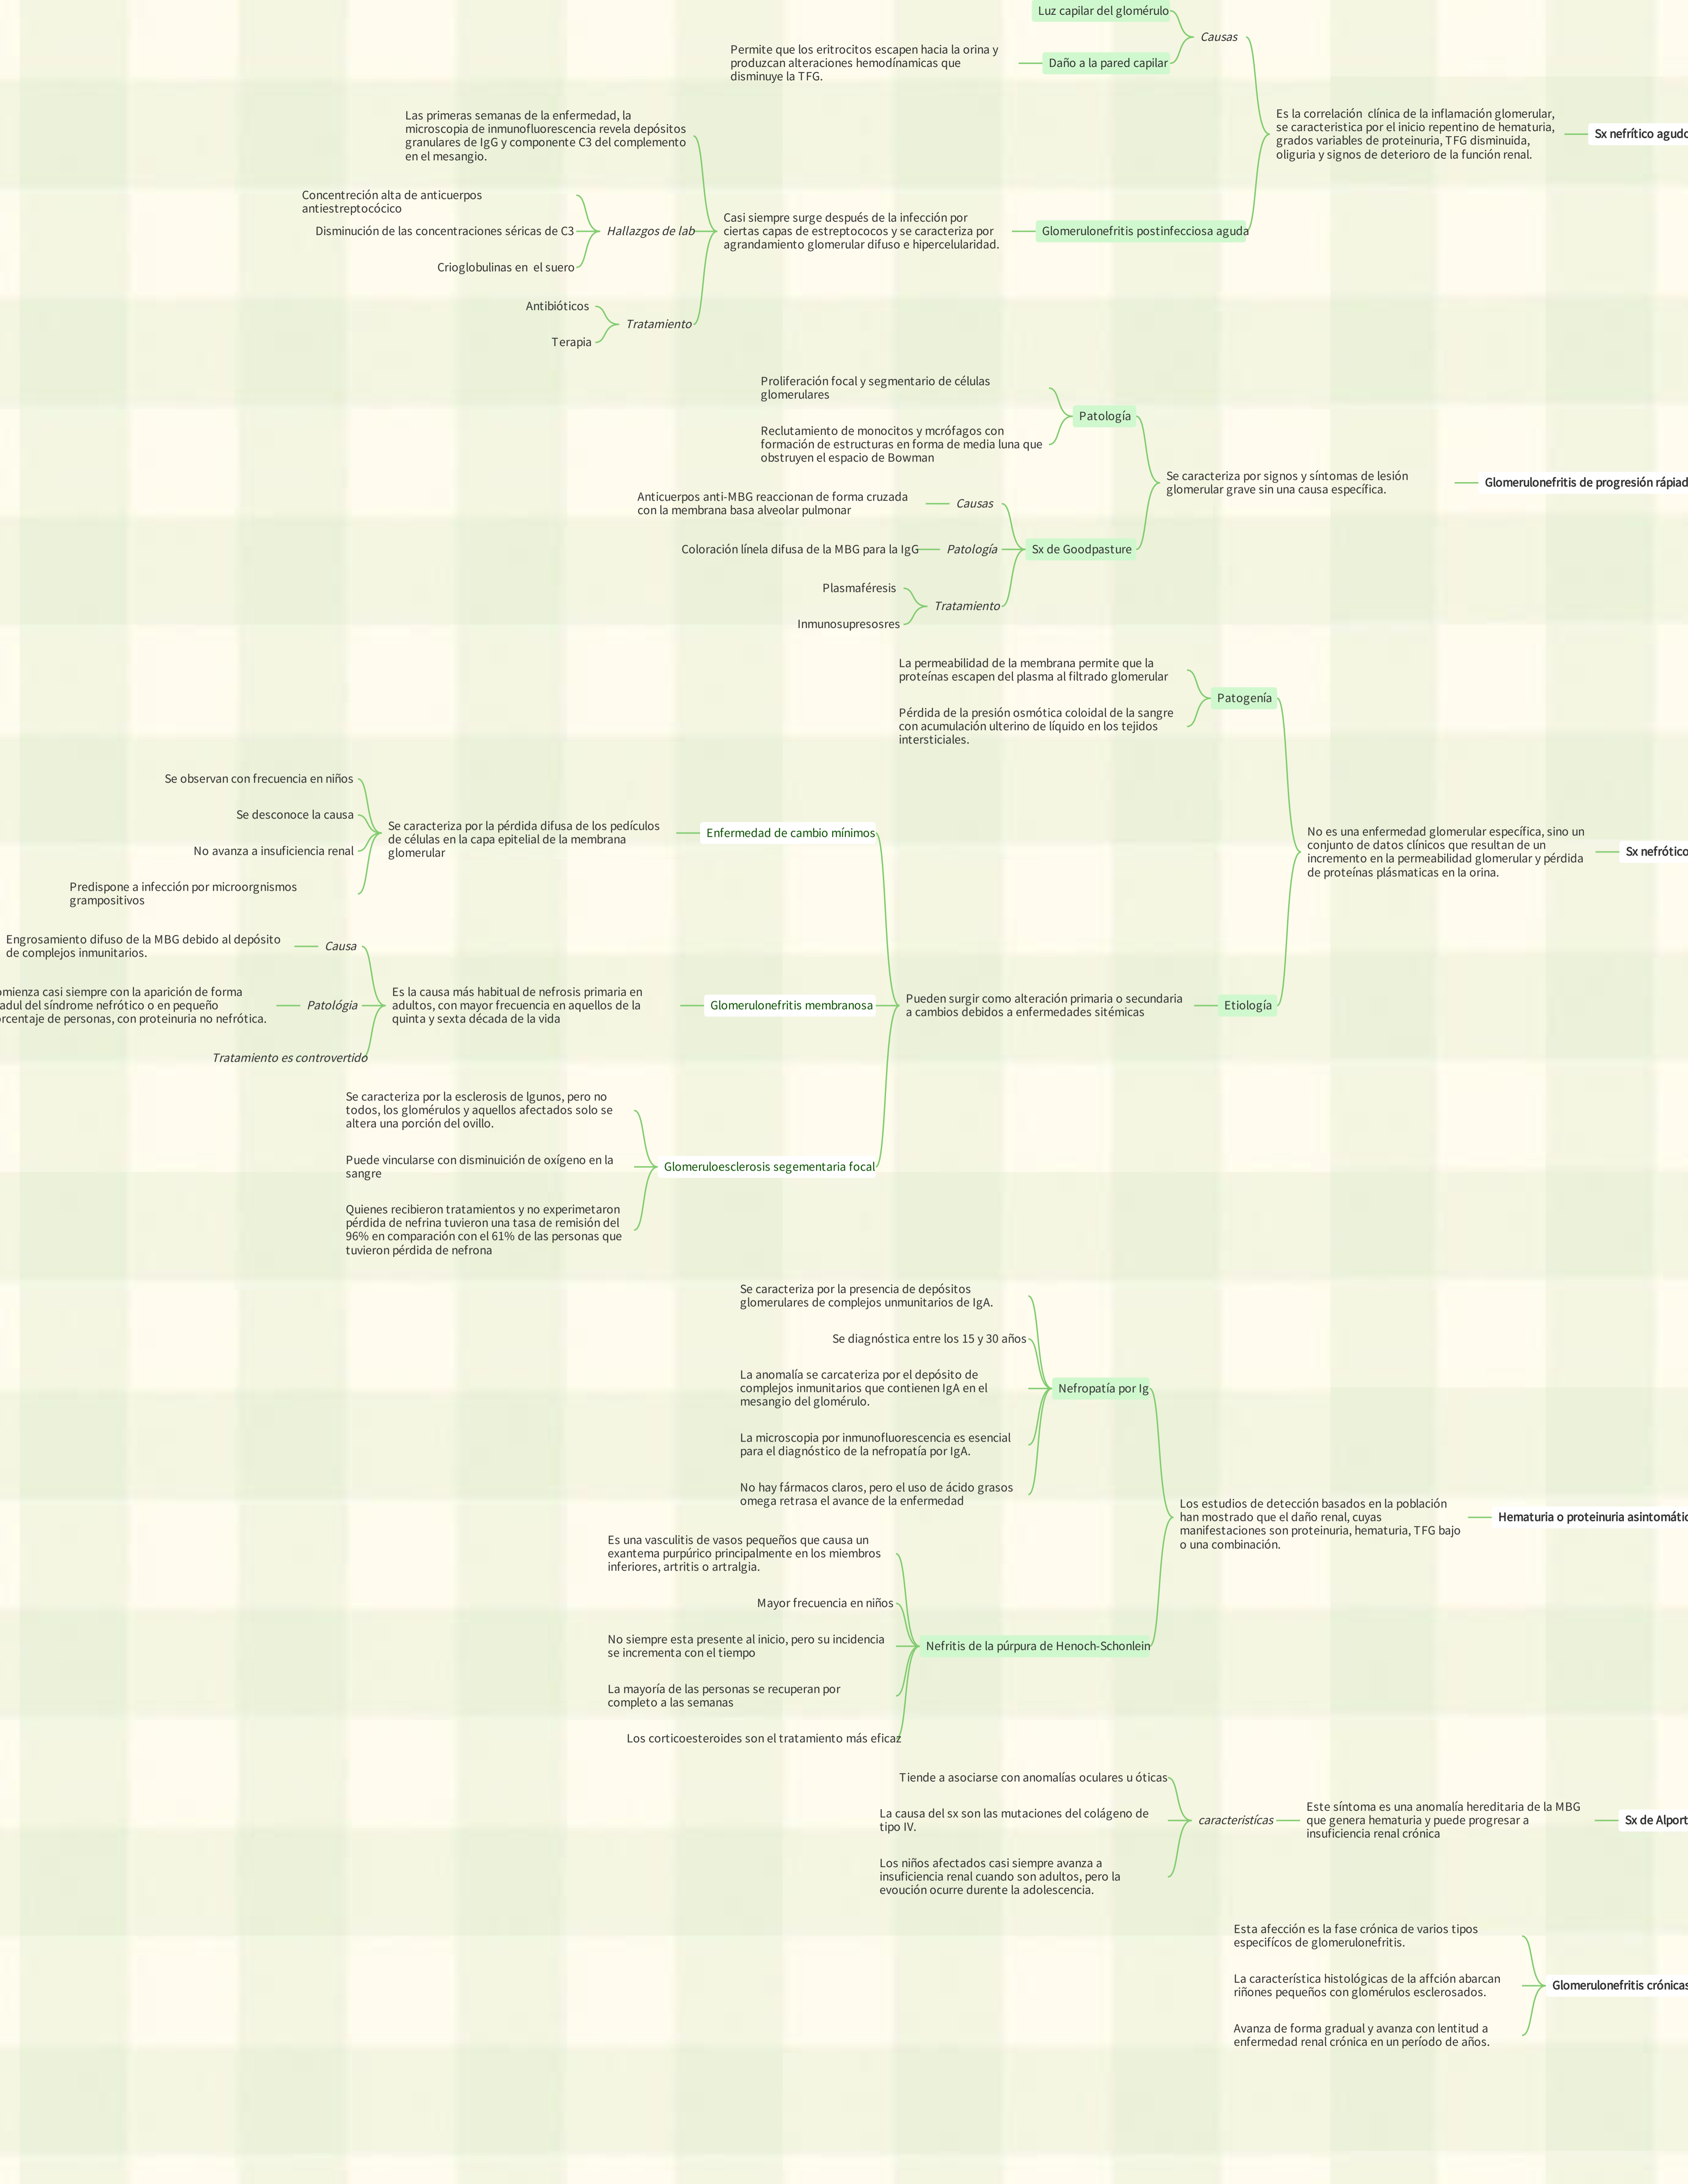 Luz capilar del glomérulo
Causas
Permite que los eritrocitos escapen hacia la orina y
produzcan alteraciones hemodínamicas que
disminuye la TFG.
Daño a la pared capilar
Es la correlación clínica de la inflamación glomerular,
se caracteristica por el inicio repentino de hematuria,
grados variables de proteinuria, TFG disminuida,
oliguria y signos de deterioro de la función renal.
Sx nefrítico agudo
Las primeras semanas de la enfermedad, la
microscopia de inmunofluorescencia revela depósitos
granulares de IgG y componente C3 del complemento
en el mesangio.
Concentreción alta de anticuerpos
antiestreptocócico
Disminución de las concentraciones séricas de C3
Hallazgos de lab
Crioglobulinas en el suero
Casi siempre surge después de la infección por
ciertas capas de estreptococos y se caracteriza por
agrandamiento glomerular difuso e hipercelularidad.
Glomerulonefritis postinfecciosa aguda
Antibióticos
Tratamiento
Terapia
Proliferación focal y segmentario de células
glomerulares
Patología
Reclutamiento de monocitos y mcrófagos con
formación de estructuras en forma de media luna que
obstruyen el espacio de Bowman
Se caracteriza por signos y síntomas de lesión
glomerular grave sin una causa específica.
Glomerulonefritis de progresión rápiad
Anticuerpos anti-MBG reaccionan de forma cruzada
con la membrana basa alveolar pulmonar
Causas
Coloración línela difusa de la MBG para la IgG
Patología
Sx de Goodpasture
Plasmaféresis
Tratamiento
Inmunosupresosres
La permeabilidad de la membrana permite que la
proteínas escapen del plasma al filtrado glomerular
Patogenía
Pérdida de la presión osmótica coloidal de la sangre
con acumulación ulterino de líquido en los tejidos
intersticiales.
Se observan con frecuencia en niños
Se desconoce la causa
No avanza a insuficiencia renal
Predispone a infección por microorgnismos
grampositivos
Se caracteriza por la pérdida difusa de los pedículos
de células en la capa epitelial de la membrana
glomerular
Enfermedad de cambio mínimos
No es una enfermedad glomerular específica, sino un
conjunto de datos clínicos que resultan de un
incremento en la permeabilidad glomerular y pérdida
de proteínas plásmaticas en la orina.
Sx nefrótico
Engrosamiento difuso de la MBG debido al depósito
de complejos inmunitarios.
Causa
omienza casi siempre con la aparición de forma
adul del síndrome nefrótico o en pequeño
orcentaje de personas, con proteinuria no nefrótica.
Patológia
Es la causa más habitual de nefrosis primaria en
adultos, con mayor frecuencia en aquellos de la
quinta y sexta década de la vida
Glomerulonefritis membranosa
Pueden surgir como alteración primaria o secundaria
a cambios debidos a enfermedades sitémicas
Etiología
Tratamiento es controvertido
Se caracteriza por la esclerosis de lgunos, pero no
todos, los glomérulos y aquellos afectados solo se
altera una porción del ovillo.
Puede vincularse con disminuición de oxígeno en la
sangre
Glomeruloesclerosis segementaria focal
Quienes recibieron tratamientos y no experimetaron
pérdida de nefrina tuvieron una tasa de remisión del
96% en comparación con el 61% de las personas que
tuvieron pérdida de nefrona
Se caracteriza por la presencia de depósitos
glomerulares de complejos unmunitarios de IgA.
Se diagnóstica entre los 15 y 30 años
La anomalía se carcateriza por el depósito de
complejos inmunitarios que contienen IgA en el
mesangio del glomérulo.
Nefropatía por Ig
La microscopia por inmunofluorescencia es esencial
para el diagnóstico de la nefropatía por IgA.
No hay fármacos claros, pero el uso de ácido grasos
omega retrasa el avance de la enfermedad
Los estudios de detección basados en la población
han mostrado que el daño renal, cuyas
manifestaciones son proteinuria, hematuria, TFG bajo
o una combinación.
Hematuria o proteinuria asintomátic
Es una vasculitis de vasos pequeños que causa un
exantema purpúrico principalmente en los miembros
inferiores, artritis o artralgia.
Mayor frecuencia en niños
No siempre esta presente al inicio, pero su incidencia
se incrementa con el tiempo
Nefritis de la púrpura de Henoch-Schonlein
La mayoría de las personas se recuperan por
completo a las semanas
Los corticoesteroides son el tratamiento más eficaz
Tiende a asociarse con anomalías oculares u óticas
La causa del sx son las mutaciones del colágeno de
tipo IV.
caracteristícas
Este síntoma es una anomalía hereditaria de la MBG
que genera hematuria y puede progresar a
insuficiencia renal crónica
Sx de Alport
Los niños afectados casi siempre avanza a
insuficiencia renal cuando son adultos, pero la
evoución ocurre durente la adolescencia.
Esta afección es la fase crónica de varios tipos
especifícos de glomerulonefritis.
La característica histológicas de la affción abarcan
riñones pequeños con glomérulos esclerosados.
Glomerulonefritis crónicas
Avanza de forma gradual y avanza con lentitud a
enfermedad renal crónica en un período de años.